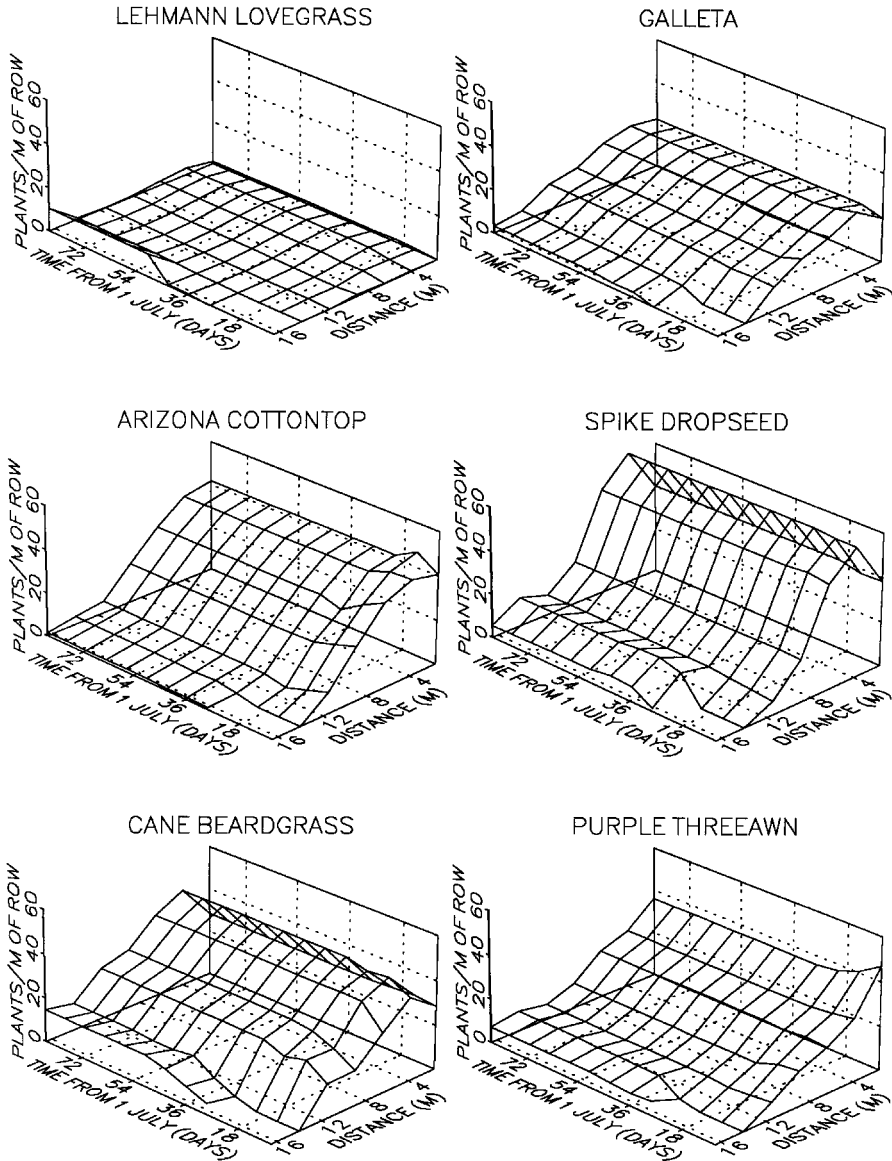 LEHMANN LOVEGRASS
PLANTS/M OF ROW
0 20 40 60
TIME FROM 1 JULY (DAYS)
72 54 36 18
DISTANCE (M)
16 12 8 4
GALLETA
PLANTS/M OF ROW
0 20 40 60
TIME FROM 1 JULY (DAYS)
72 54 36 18
DISTANCE (M)
16 12 8 4
ARIZONA COTTONTOP
PLANTS/M OF ROW
0 20 40 60
TIME FROM 1 JULY (DAYS)
72 54 36 18
DISTANCE (M)
16 12 8 4
SPIKE DROPSEED
PLANTS/M OF ROW
0 20 40 60
TIME FROM 1 JULY (DAYS)
72 54 36 18
DISTANCE (M)
16 12 8 4
CANE BEARDGRASS
PLANTS/M OF ROW
0 20 40 60
TIME FROM 1 JULY (DAYS)
72 54 36 18
DISTANCE (M)
16 12 8 4
PURPLE THREEAWN
PLANTS/M OF ROW
0 20 40 60
TIME FROM 1 JULY (DAYS)
72 54 36 18
DISTANCE (M)
16 12 8 4